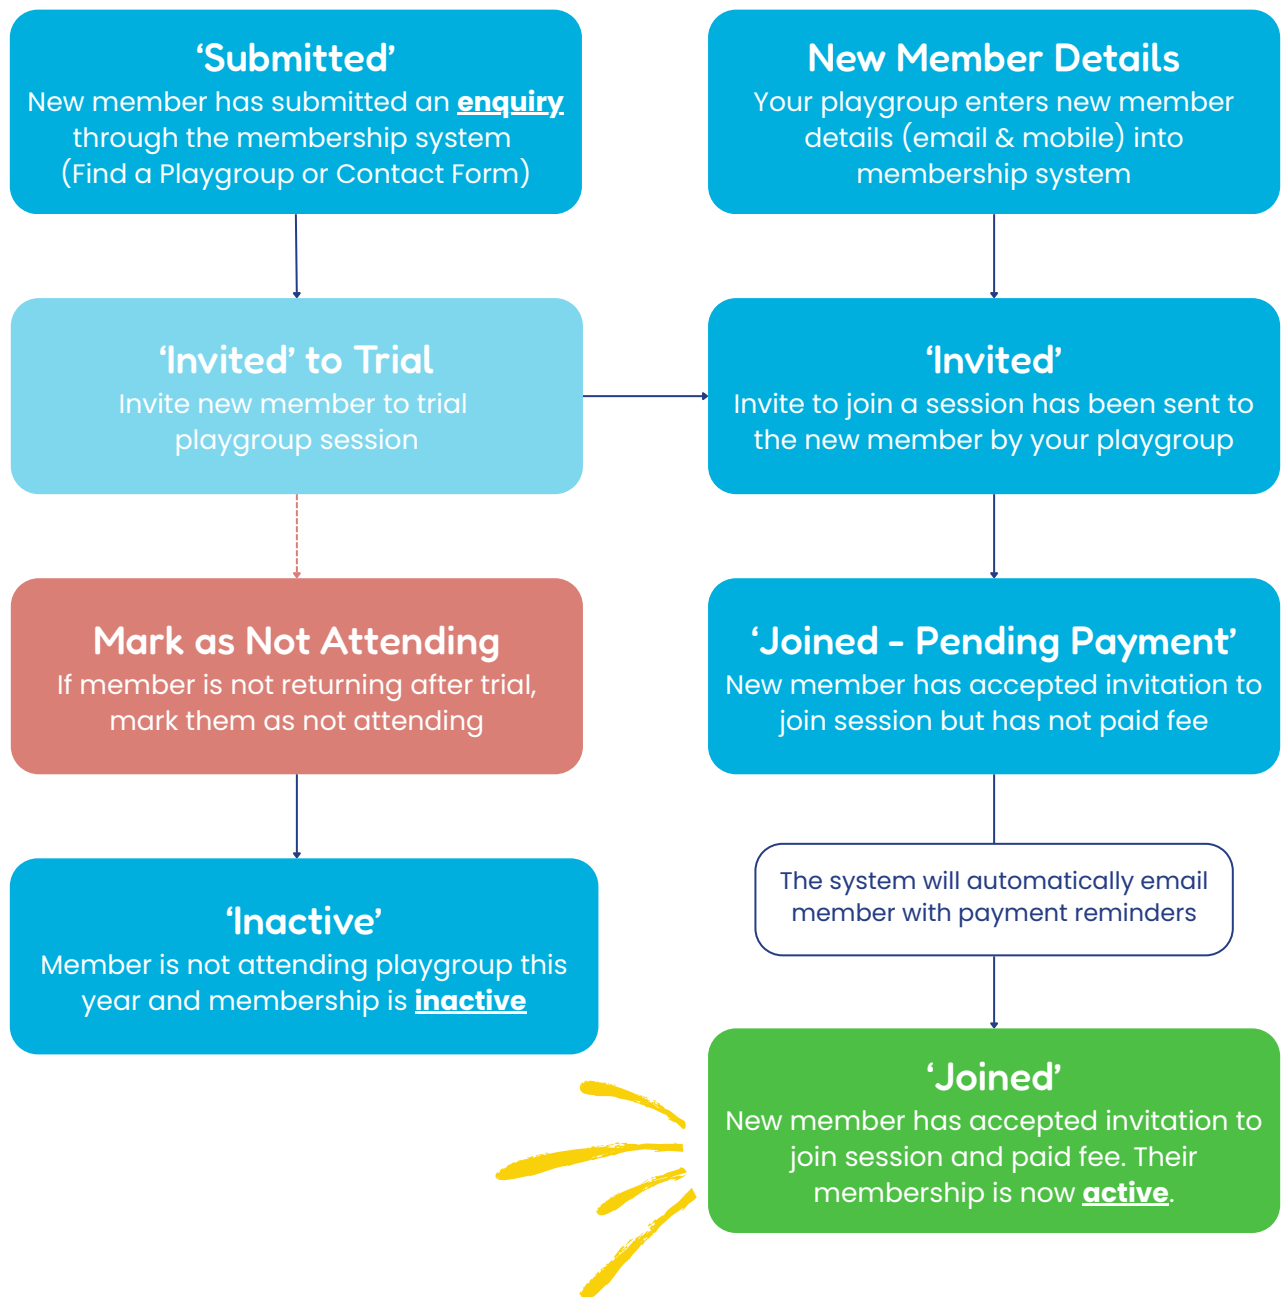 ‘Submitted’
New member has submitted an enquiry
through the membership system
(Find a Playgroup or Contact Form)
New Member Details
Your playgroup enters new member
details (email & mobile) into
membership system
‘Invited’ to Trial
Invite new member to trial
playgroup session
‘Invited’
Invite to join a session has been sent to
the new member by your playgroup
Mark as Not Attending
If member is not returning after trial,
mark them as not attending
‘Joined - Pending Payment’
New member has accepted invitation to
join session but has not paid fee
The system will automatically email
member with payment reminders
‘Inactive’
Member is not attending playgroup this
year and membership is inactive
‘Joined’
New member has accepted invitation to
join session and paid fee. Their
membership is now active.